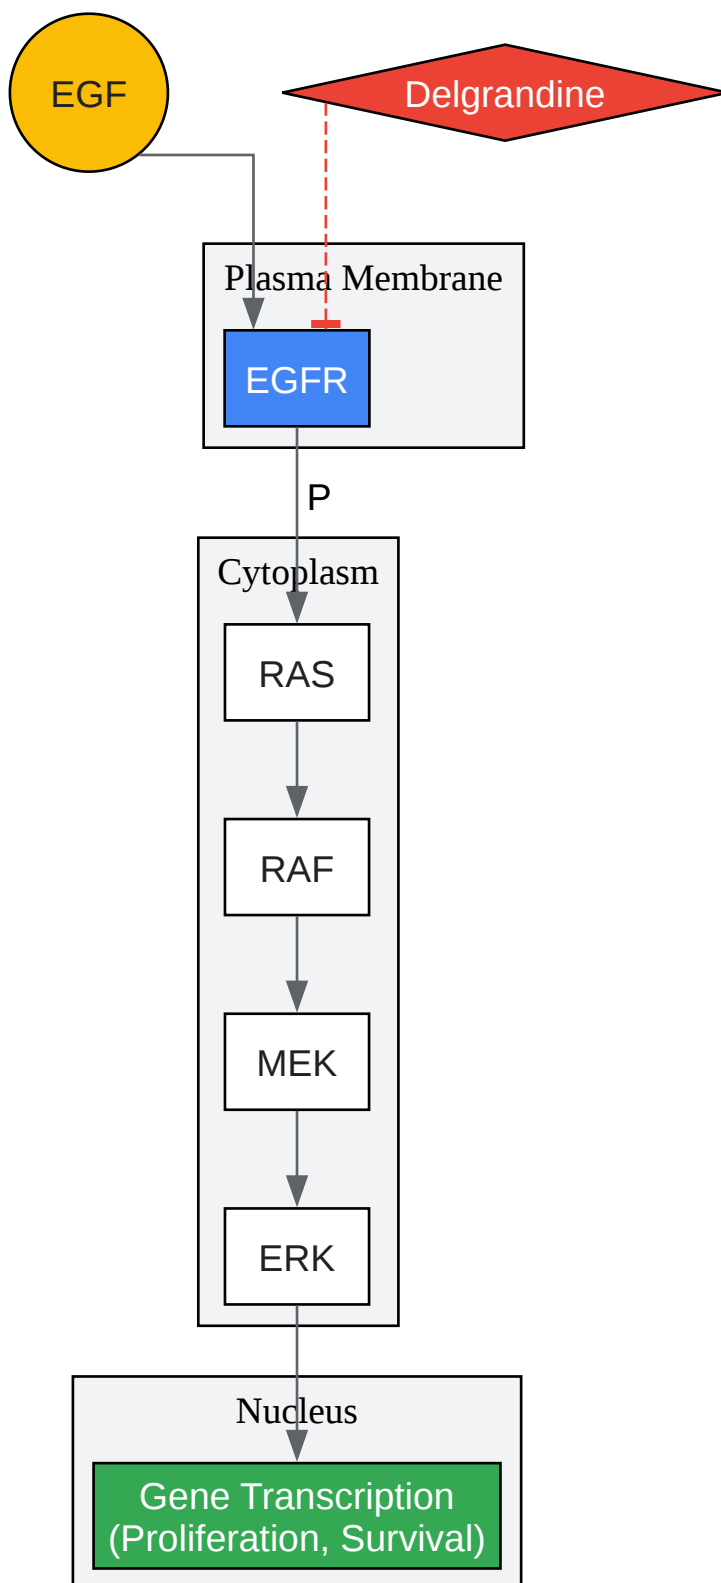 EGF
Delgrandine
Plasma Membrane
EGFR
P
Cytoplasm
RAS
RAF
MEK
ERK
Nucleus
Gene Transcription
(Proliferation, Survival)